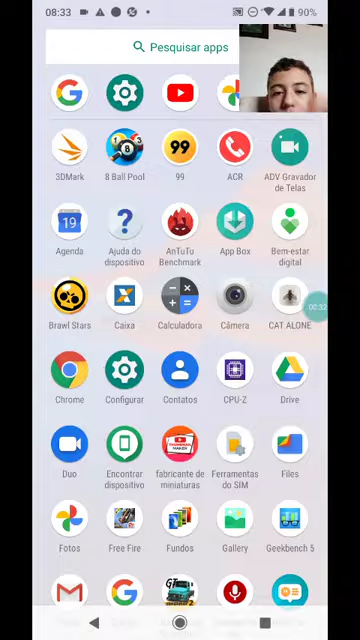 08:33 90%
Pesquisar apps
3DMark 8 Ball Pool 99 ACR ADV Gravador
de Telas
Agenda Ajuda do AnTuTu App Box Bem-estar
dispositivo Benchmark digital
Brawl Stars Caixa Calculadora Câmera CAT ALONE
00:32
Chrome Configurar Contatos CPU-Z Drive
Duo Encontrar fabricante de Ferramentas Files
dispositivo miniaturas do SIM
Fotos Free Fire Fundos Gallery Geekbench 5